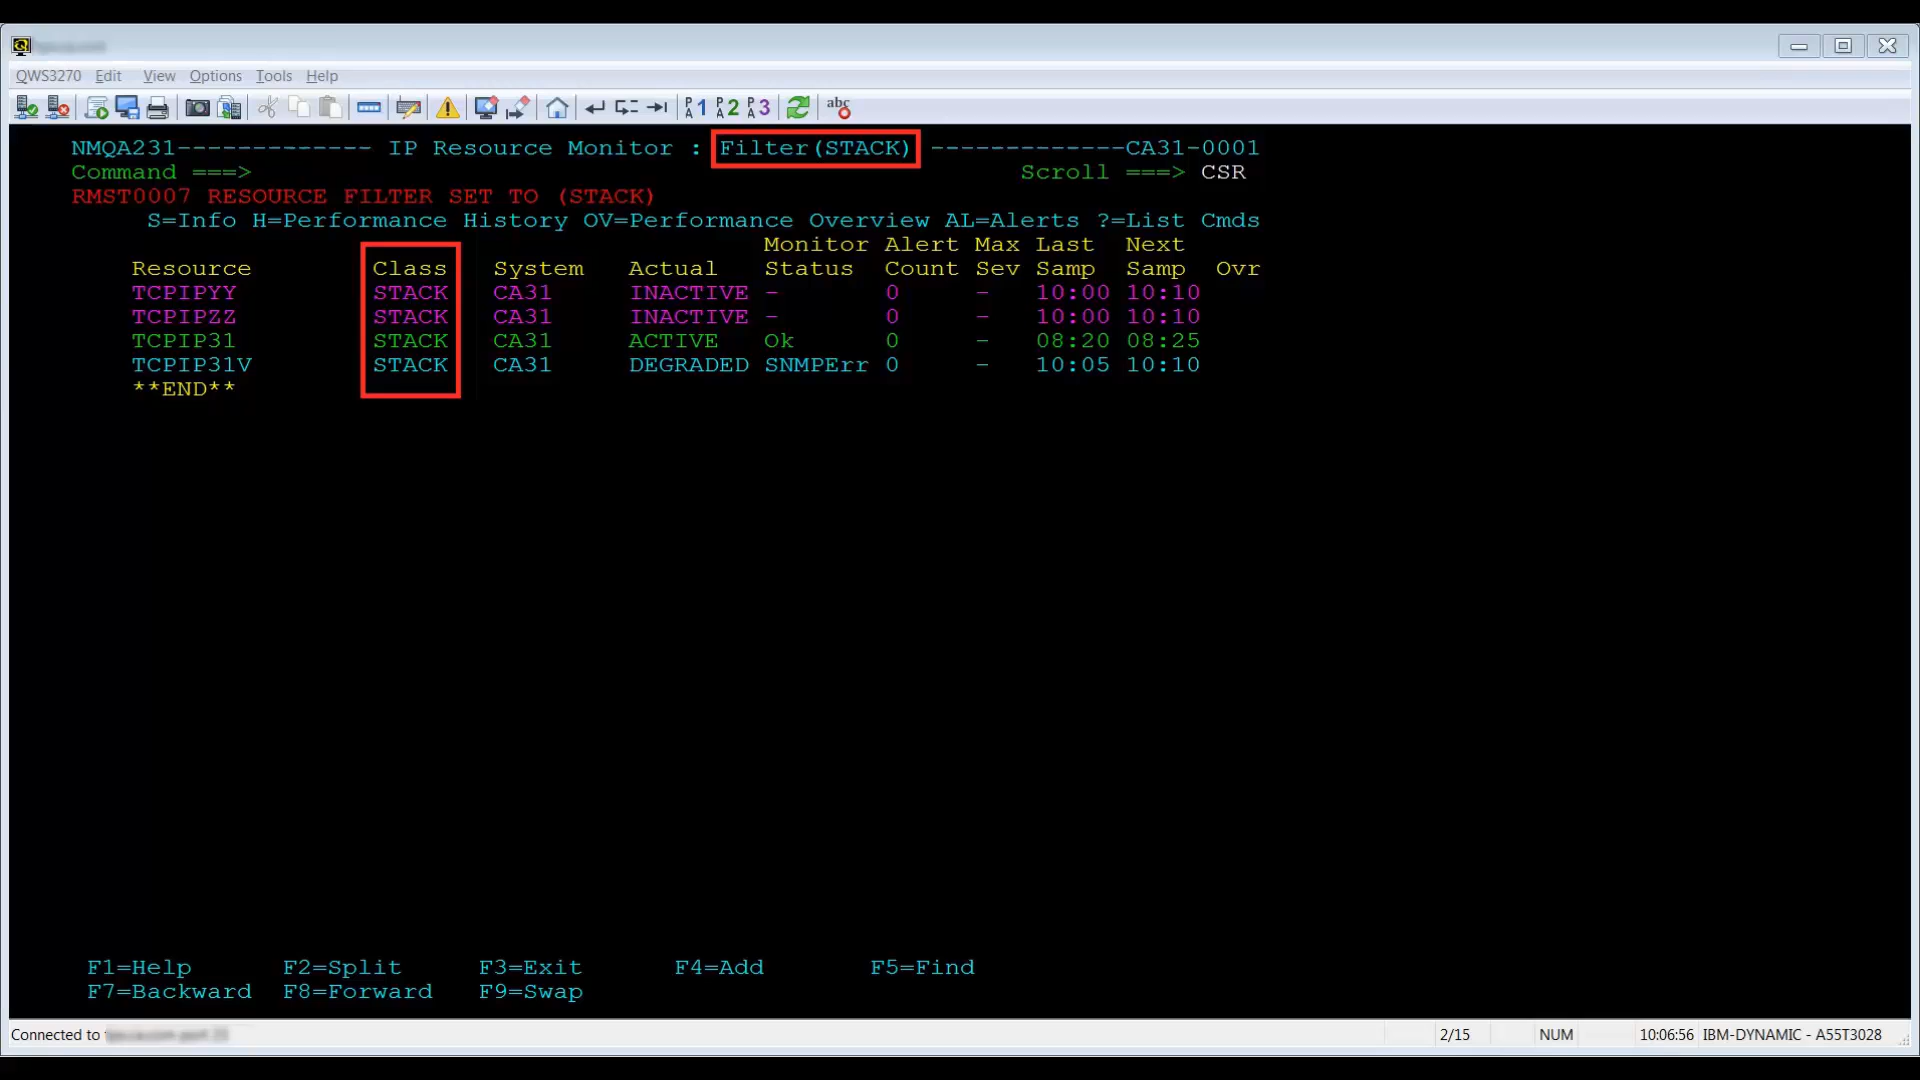 QWS3270 Edit View Options Tools Help
PA1 PA2 PA3 abc
NMQA231------------- IP Resource Monitor : Filter(STACK) -------------CA31-0001
Command ===> Scroll ===> CSR
RMST0007 RESOURCE FILTER SET TO (STACK)
S=Info H=Performance History OV=Performance Overview AL=Alerts ?=List Cmds
Monitor Alert Max Last Next
Resource Class System Actual Status Count Sev Samp Samp Ovr
TCPIPYY STACK CA31 INACTIVE - 0 - 10:00 10:10
TCPIPZZ STACK CA31 INACTIVE - 0 - 10:00 10:10
TCPIP31 STACK CA31 ACTIVE Ok 0 - 08:20 08:25
TCPIP31V STACK CA31 DEGRADED SNMPErr 0 - 10:05 10:10
**END**
F1=Help F2=Split F3=Exit F4=Add F5=Find
F7=Backward F8=Forward F9=Swap
Connected to 2/15 NUM 10:06:56 IBM-DYNAMIC - A55T3028